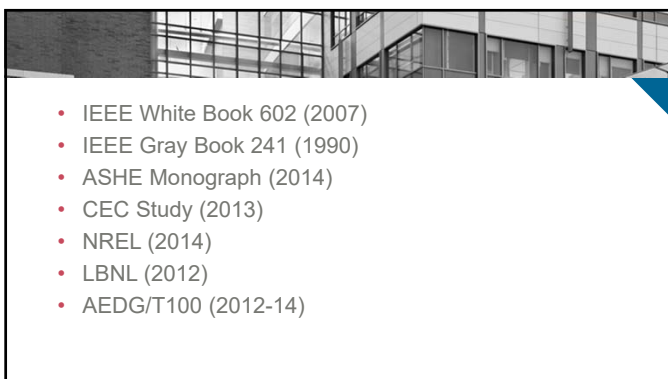 • IEEE White Book 602 (2007)
• IEEE Gray Book 241 (1990)
• ASHE Monograph (2014)
• CEC Study (2013)
• NREL (2014)
• LBNL (2012)
• AEDG/T100 (2012-14)